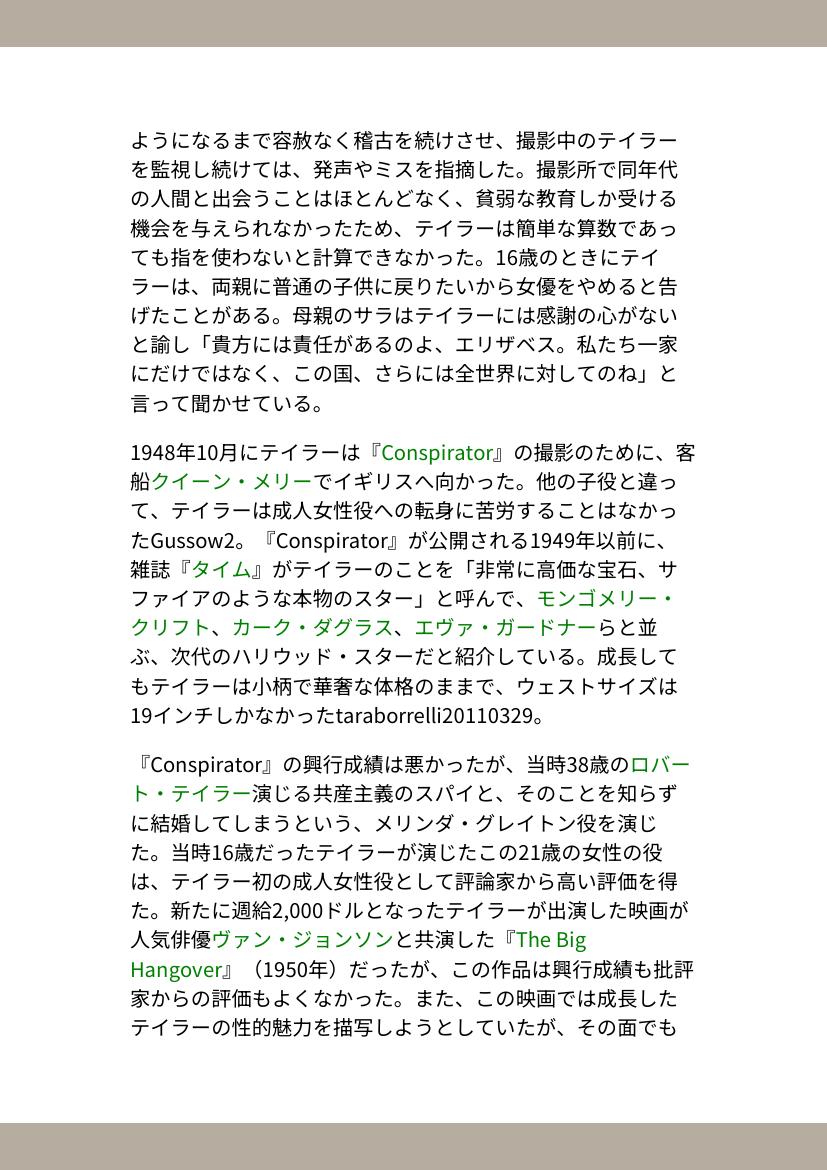 ようになるまで容赦なく稽古を続けさせ、撮影中のテイラー
を監視し続けては、発声やミスを指摘した。撮影所で同年代
の人間と出会うことはほとんどなく、貧弱な教育しか受ける
機会を与えられなかったため、テイラーは簡単な算数であっ
ても指を使わないと計算できなかった。16歳のときにテイ
ラーは、両親に普通の子供に戻りたいから女優をやめると告
げたことがある。母親のサラはテイラーには感謝の心がない
と諭し「貴方には責任があるのよ、エリザベス。私たち一家
にだけではなく、この国、さらには全世界に対してのね」と
言って聞かせている。
1948年10月にテイラーは『Conspirator』の撮影のために、客
船クイーン・メリーでイギリスへ向かった。他の子役と違っ
て、テイラーは成人女性役への転身に苦労することはなかっ
たGussow2。『Conspirator』が公開される1949年以前に、
雑誌『タイム』がテイラーのことを「非常に高価な宝石、サ
ファイアのような本物のスター」と呼んで、モンゴメリー・
クリフト、カーク・ダグラス、エヴァ・ガードナーらと並
ぶ、次代のハリウッド・スターだと紹介している。成長して
もテイラーは小柄で華奢な体格のままで、ウェストサイズは
19インチしかなかったtaraborrelli20110329。
『Conspirator』の興行成績は悪かったが、当時38歳のロバー
ト・テイラー演じる共産主義のスパイと、そのことを知らず
に結婚してしまうという、メリンダ・グレイトン役を演じ
た。当時16歳だったテイラーが演じたこの21歳の女性の役
は、テイラー初の成人女性役として評論家から高い評価を得
た。新たに週給2,000ドルとなったテイラーが出演した映画が
人気俳優ヴァン・ジョンソンと共演した『The Big
Hangover』（1950年）だったが、この作品は興行成績も批評
家からの評価もよくなかった。また、この映画では成長した
テイラーの性的魅力を描写しようとしていたが、その面でも